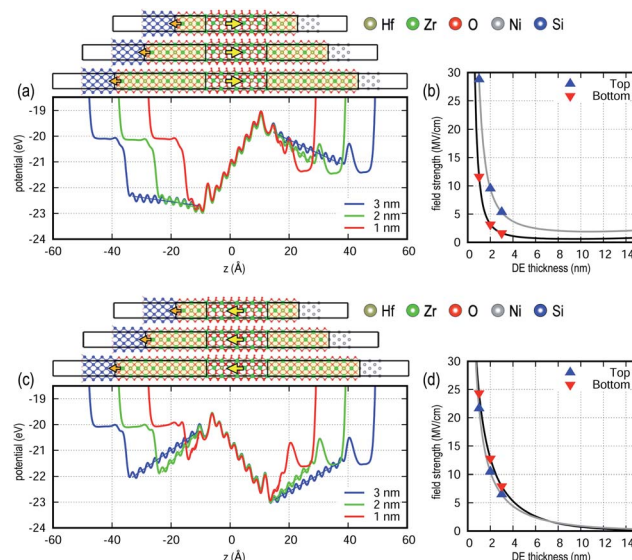 Hf Zr O Ni Si
(a)
-19
-20
-21
-22
-23
-24
potential (eV)
3 nm
2 nm
1 nm
-60 -40 -20 0 20 40 60
z (Å)
(b)
30
25
20
15
10
5
0
field strength (MV/cm)
Top
Bottom
0 2 4 6 8 10 12 14
DE thickness (nm)
Hf Zr O Ni Si
(c)
-19
-20
-21
-22
-23
-24
potential (eV)
3 nm
2 nm
1 nm
-60 -40 -20 0 20 40 60
z (Å)
(d)
30
25
20
15
10
5
0
field strength (MV/cm)
Top
Bottom
0 2 4 6 8 10 12 14
DE thickness (nm)